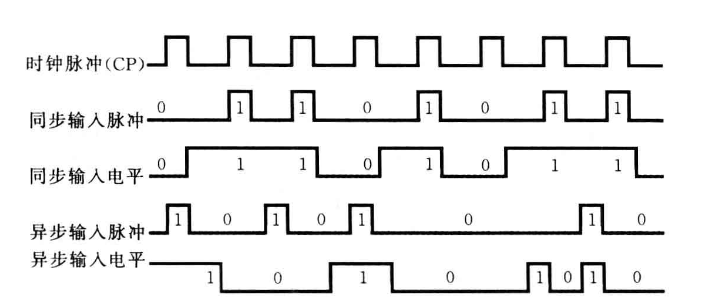 时钟脉冲(CP)
同步输入脉冲 0 1 1 0 1 0 1 1
同步输入电平 0 1 1 0 1 0 1 1
异步输入脉冲 1 0 1 0 1 0 1 0
异步输入电平 1 0 1 0 1 0 1 0